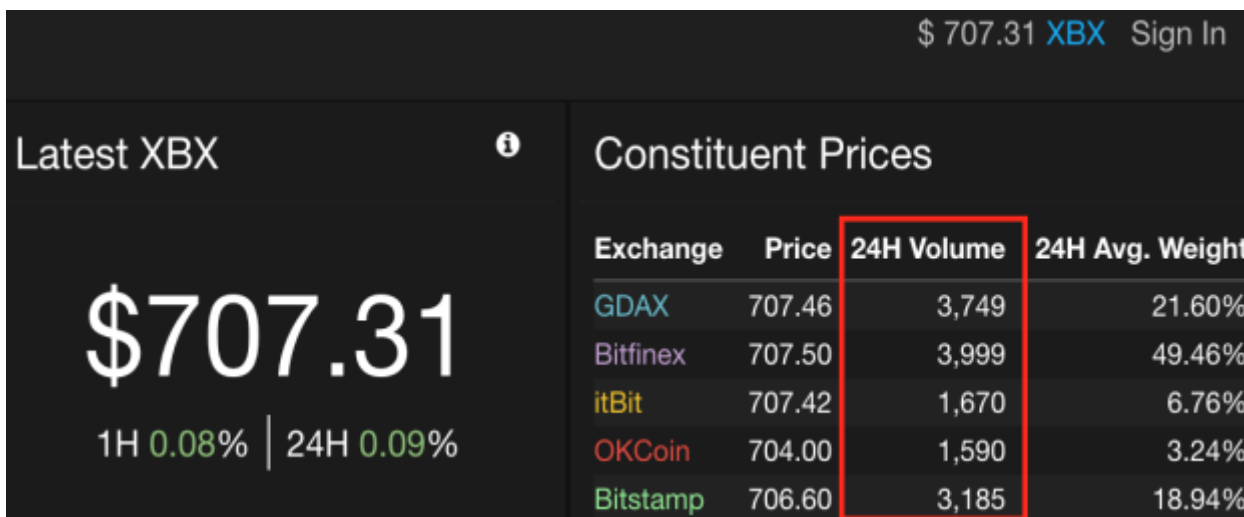 $ 707.31 XBX Sign In
Latest XBX
$707.31
1H 0.08% | 24H 0.09%
Constituent Prices
Exchange Price 24H Volume 24H Avg. Weight
GDAX 707.46 3,749 21.60%
Bitfinex 707.50 3,999 49.46%
itBit 707.42 1,670 6.76%
OKCoin 704.00 1,590 3.24%
Bitstamp 706.60 3,185 18.94%